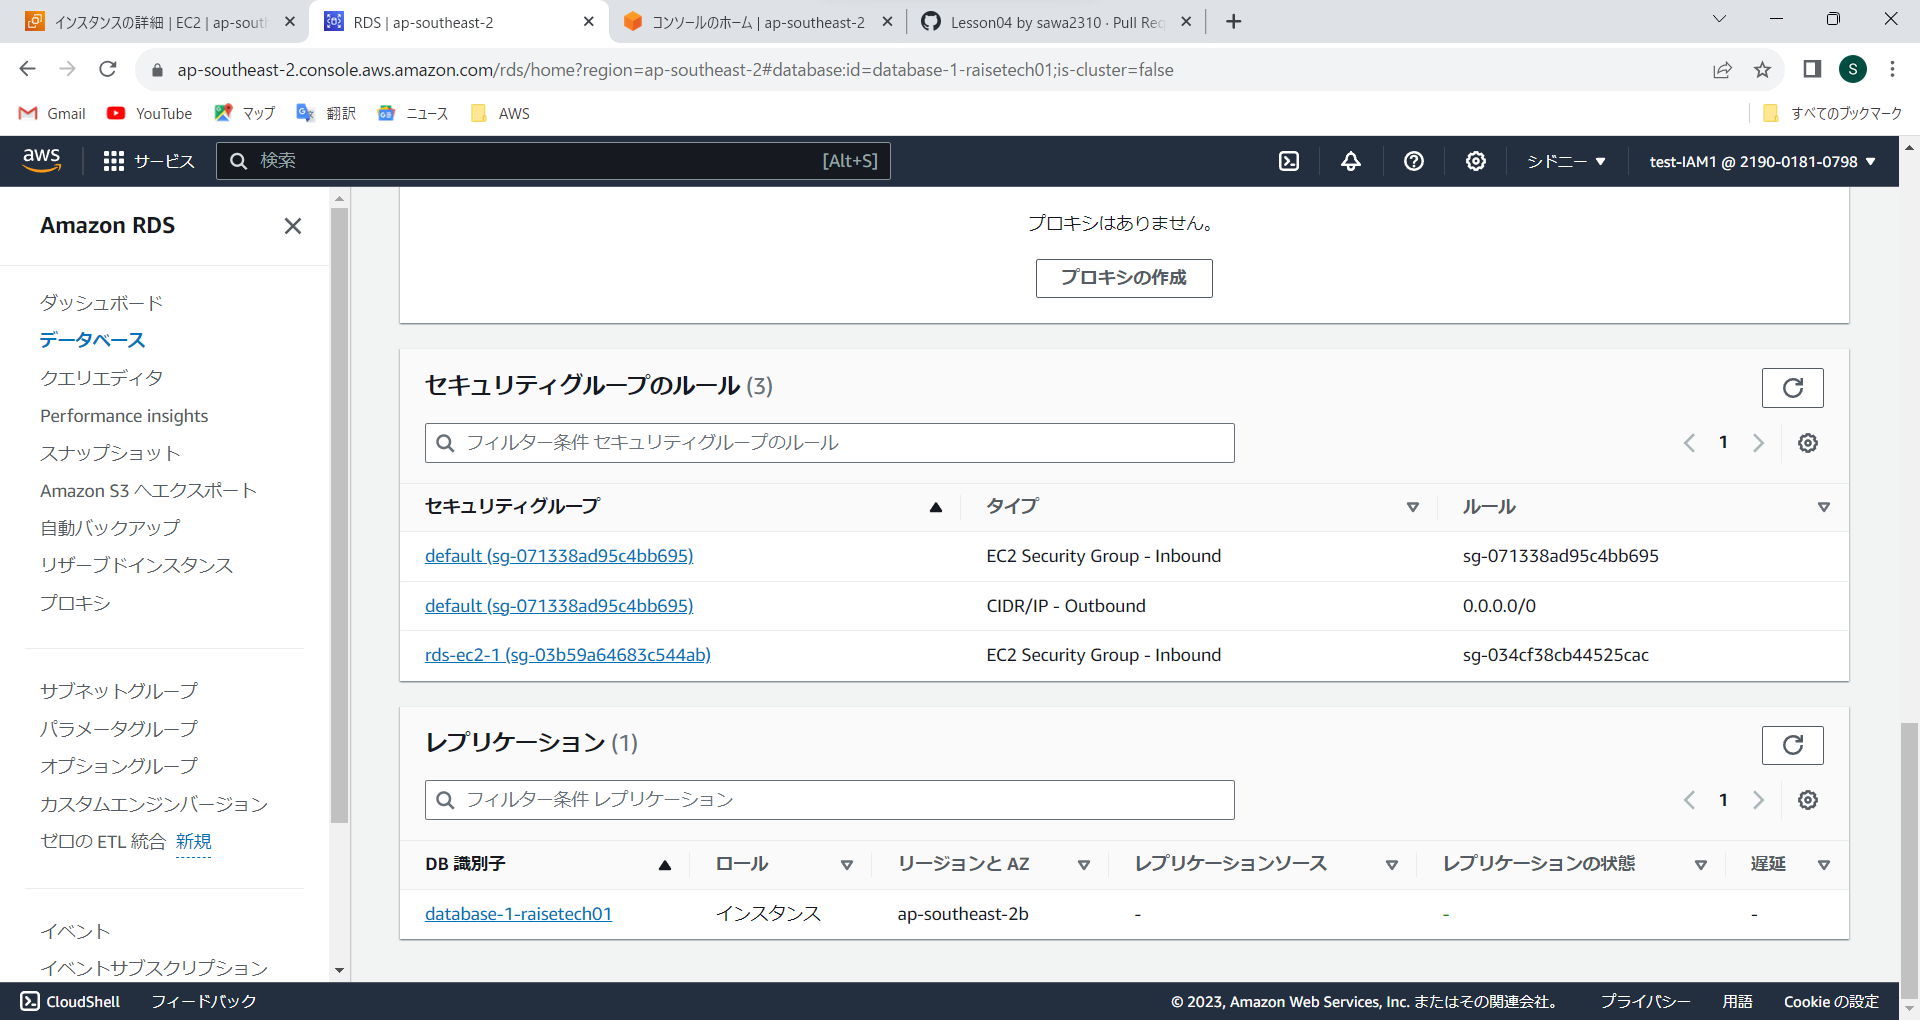 インスタンスの詳細 | EC2 | ap-sout
RDS | ap-southeast-2
コンソールのホーム | ap-southeast-2
Lesson04 by sawa2310 · Pull Req
ap-southeast-2.console.aws.amazon.com/rds/home?region=ap-southeast-2#database:id=database-1-raisetech01;is-cluster=false
S
Gmail
YouTube
マップ
翻訳
ニュース
AWS
すべてのブックマーク
aws
サービス
検索
[Alt+S]
シドニー
test-IAM1 @ 2190-0181-0798
Amazon RDS
ダッシュボード
データベース
クエリエディタ
Performance insights
スナップショット
Amazon S3 へエクスポート
自動バックアップ
リザーブドインスタンス
プロキシ
サブネットグループ
パラメータグループ
オプショングループ
カスタムエンジンバージョン
ゼロの ETL 統合 新規
イベント
イベントサブスクリプション
プロキシはありません。
プロキシの作成
セキュリティグループのルール (3)
フィルター条件 セキュリティグループのルール
1
セキュリティグループ タイプ ルール
default (sg-071338ad95c4bb695) EC2 Security Group - Inbound sg-071338ad95c4bb695
default (sg-071338ad95c4bb695) CIDR/IP - Outbound 0.0.0.0/0
rds-ec2-1 (sg-03b59a64683c544ab) EC2 Security Group - Inbound sg-034cf38cb44525cac
レプリケーション (1)
フィルター条件 レプリケーション
1
DB 識別子 ロール リージョンと AZ レプリケーションソース レプリケーションの状態 遅延
database-1-raisetech01 インスタンス ap-southeast-2b - - -
CloudShell フィードバック
© 2023, Amazon Web Services, Inc. またはその関連会社。 プライバシー 用語 Cookie の設定